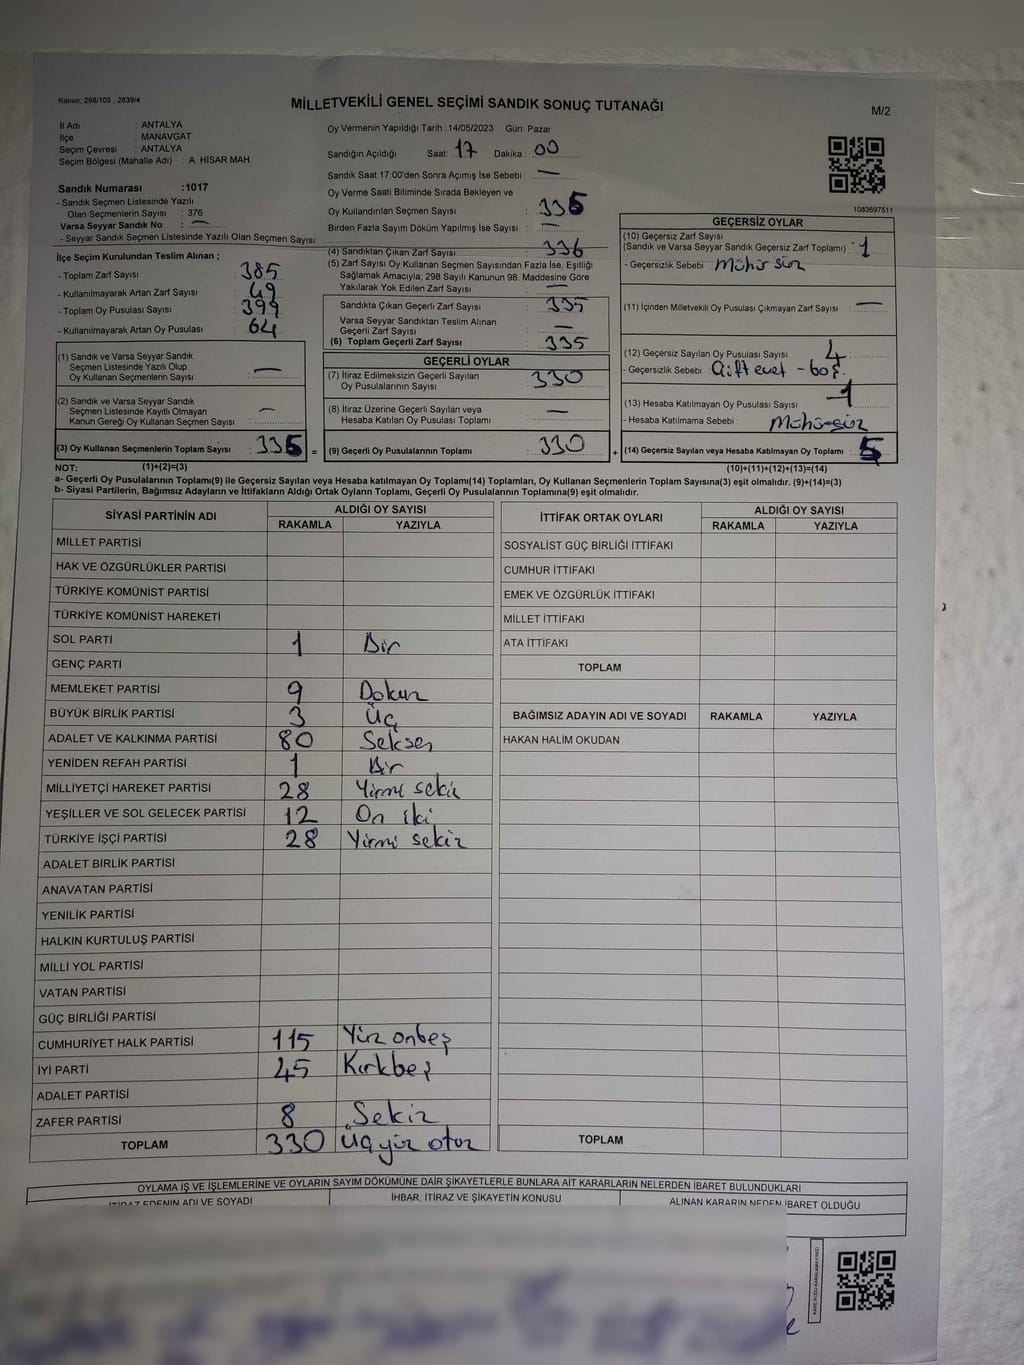 Kanun; 298/105 , 2839/4
MİLLETVEKİLİ GENEL SEÇİMİ SANDIK SONUÇ TUTANAĞI
M/2
İl Adı : ANTALYA
İlçe : MANAVGAT
Seçim Çevresi : ANTALYA
Seçim Bölgesi (Mahalle Adı) : A. HİSAR MAH.
Sandık Numarası :1017
- Sandık Seçmen Listesinde Yazılı
Olan Seçmenlerin Sayısı : 376
Varsa Seyyar Sandık No : —
- Seyyar Sandık Seçmen Listesinde Yazılı Olan Seçmen Sayısı:
Oy Vermenin Yapıldığı Tarih :14/05/2023 Gün: Pazar
Sandığın Açıldığı Saat: 17 Dakika : 00
Sandık Saat 17:00'den Sonra Açımış İse Sebebi : —
Oy Verme Saati Bitiminde Sırada Bekleyen ve
Oy Kullandırılan Seçmen Sayısı : 335
Birden Fazla Sayım Döküm Yapılmış İse Sayısı : —
1083697511
İlçe Seçim Kurulundan Teslim Alınan ;
- Toplam Zarf Sayısı : 385
- Kullanılmayarak Artan Zarf Sayısı : 49
- Toplam Oy Pusulası Sayısı : 399
- Kullanılmayarak Artan Oy Pusulası : 64
(1) Sandık ve Varsa Seyyar Sandık
Seçmen Listesinde Yazılı Olup
Oy Kullanan Seçmenlerin Sayısı : —
(2) Sandık ve Varsa Seyyar Sandık
Seçmen Listesinde Kayıtlı Olmayan
Kanun Gereği Oy Kullanan Seçmen Sayısı : —
(3) Oy Kullanan Seçmenlerin Toplam Sayısı : 335 =
(4) Sandıktan Çıkan Zarf Sayısı : 336
(5) Zarf Sayısı Oy Kullanan Seçmen Sayısından Fazla İse, Eşitliği
Sağlamak Amacıyla; 298 Sayılı Kanunun 98. Maddesine Göre
Yakılarak Yok Edilen Zarf Sayısı : —
Sandıkta Çıkan Geçerli Zarf Sayısı : 335
Varsa Seyyar Sandıktan Teslim Alınan
Geçerli Zarf Sayısı : —
(6) Toplam Geçerli Zarf Sayısı : 335
GEÇERLİ OYLAR
(7) İtiraz Edilmeksizin Geçerli Sayılan
Oy Pusulalarının Sayısı : 330
(8) İtiraz Üzerine Geçerli Sayılan veya
Hesaba Katılan Oy Pusulası Toplamı : —
(9) Geçerli Oy Pusulalarının Toplamı : 330 +
GEÇERSİZ OYLAR
(10) Geçersiz Zarf Sayısı
(Sandık ve Varsa Seyyar Sandık Geçersiz Zarf Toplamı) : 1
- Geçersizlik Sebebi : Mühürsüz
(11) İçinden Milletvekili Oy Pusulası Çıkmayan Zarf Sayısı : —
(12) Geçersiz Sayılan Oy Pusulası Sayısı : 4
- Geçersizlik Sebebi : Çift evet - boş
(13) Hesaba Katılmayan Oy Pusulası Sayısı : 1
- Hesaba Katılmama Sebebi : Mühürsüz
(14) Geçersiz Sayılan veya Hesaba Katılmayan Oy Toplamı : 5
NOT: (1)+(2)=(3) (10)+(11)+(12)+(13)=(14)
a- Geçerli Oy Pusulalarının Toplamı(9) ile Geçersiz Sayılan veya Hesaba katılmayan Oy Toplamı(14) Toplamları, Oy Kullanan Seçmenlerin Toplam Sayısına(3) eşit olmalıdır. (9)+(14)=(3)
b- Siyasi Partilerin, Bağımsız Adayların ve İttifakların Aldığı Ortak Oyların Toplamı, Geçerli Oy Pusulalarının Toplamına(9) eşit olmalıdır.
SİYASİ PARTİNİN ADI ALDIĞI OY SAYISI
RAKAMLA YAZIYLA
MİLLET PARTİSİ
HAK VE ÖZGÜRLÜKLER PARTİSİ
TÜRKİYE KOMÜNİST PARTİSİ
TÜRKİYE KOMÜNİST HAREKETİ
SOL PARTİ 1 Bir
GENÇ PARTİ
MEMLEKET PARTİSİ 9 Dokuz
BÜYÜK BİRLİK PARTİSİ 3 Üç
ADALET VE KALKINMA PARTİSİ 80 Seksen
YENİDEN REFAH PARTİSİ 1 Bir
MİLLİYETÇİ HAREKET PARTİSİ 28 Yirmi sekiz
YEŞİLLER VE SOL GELECEK PARTİSİ 12 On iki
TÜRKİYE İŞÇİ PARTİSİ 28 Yirmi sekiz
ADALET BİRLİK PARTİSİ
ANAVATAN PARTİSİ
YENİLİK PARTİSİ
HALKIN KURTULUŞ PARTİSİ
MİLLİ YOL PARTİSİ
VATAN PARTİSİ
GÜÇ BİRLİĞİ PARTİSİ
CUMHURİYET HALK PARTİSİ 115 Yüz onbeş
İYİ PARTİ 45 Kırkbeş
ADALET PARTİSİ
ZAFER PARTİSİ 8 Sekiz
TOPLAM 330 Üçyüz otuz
İTTİFAK ORTAK OYLARI ALDIĞI OY SAYISI
RAKAMLA YAZIYLA
SOSYALİST GÜÇ BİRLİĞİ İTTİFAKI
CUMHUR İTTİFAKI
EMEK VE ÖZGÜRLÜK İTTİFAKI
MİLLET İTTİFAKI
ATA İTTİFAKI
TOPLAM
BAĞIMSIZ ADAYIN ADI VE SOYADI RAKAMLA YAZIYLA
HAKAN HALİM OKUDAN
TOPLAM
OYLAMA İŞ VE İŞLEMLERİNE VE OYLARIN SAYIM DÖKÜMÜNE DAİR ŞİKAYETLERLE BUNLARA AİT KARARLARIN NELERDEN İBARET BULUNDUKLARI
İTİRAZ EDENİN ADI VE SOYADI İHBAR, İTİRAZ VE ŞİKAYETİN KONUSU ALINAN KARARIN NEDEN İBARET OLDUĞU